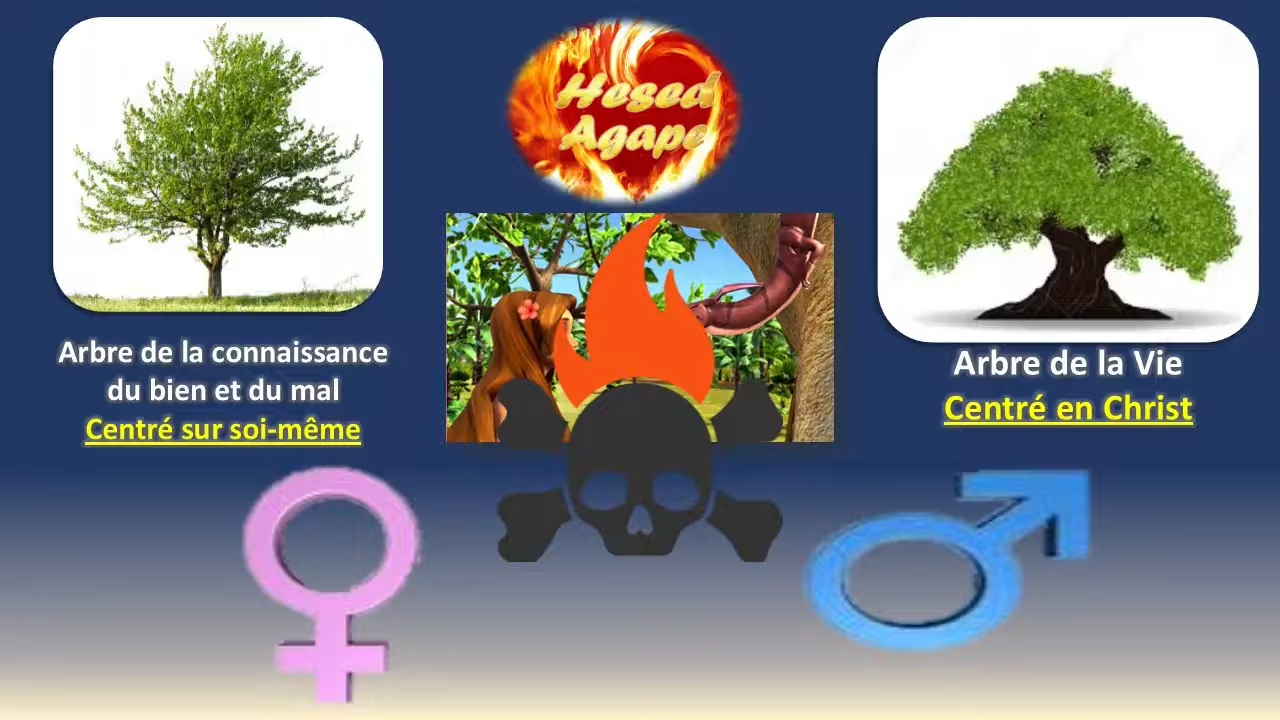 Hesed
Agape
Arbre de la connaissance
du bien et du mal
Centré sur soi-même
Arbre de la Vie
Centré en Christ